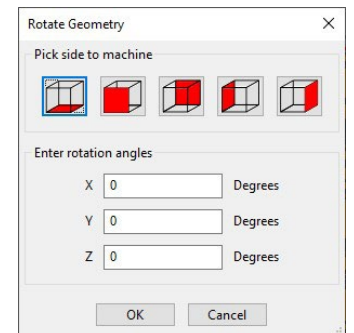 Rotate Geometry
Pick side to machine
Enter rotation angles
X 0 Degrees
Y 0 Degrees
Z 0 Degrees
OK Cancel